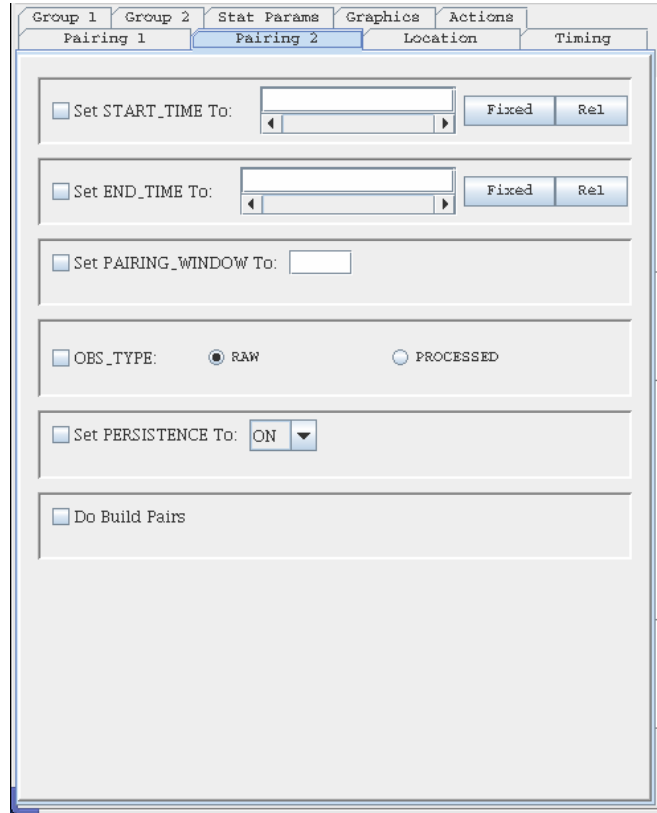 Group 1 Group 2 Stat Params Graphics Actions
Pairing 1 Pairing 2 Location Timing
Set START_TIME To: Fixed Rel
Set END_TIME To: Fixed Rel
Set PAIRING_WINDOW To:
OBS_TYPE: RAW PROCESSED
Set PERSISTENCE To: ON
Do Build Pairs